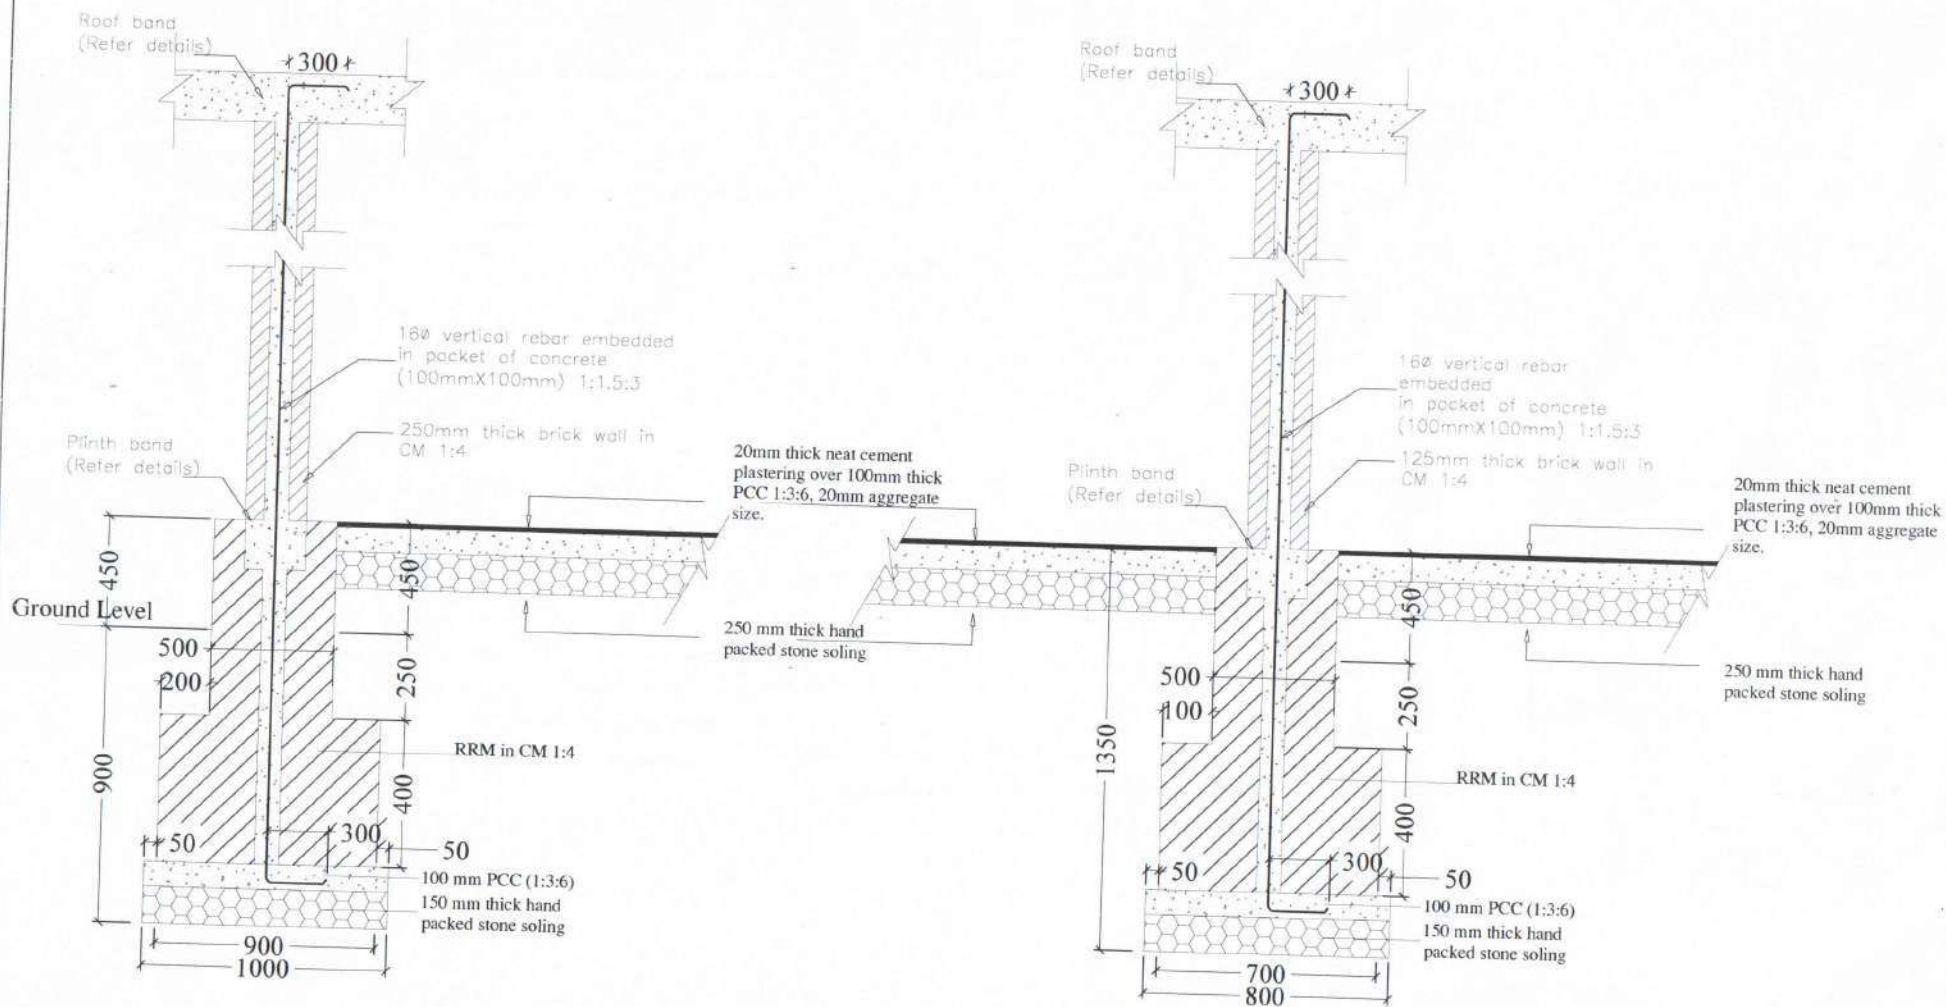 Roof band
(Refer details)
300
16ø vertical rebar embedded
in pocket of concrete
(100mmX100mm) 1:1.5:3
250mm thick brick wall in
CM 1:4
Plinth band
(Refer details)
20mm thick neat cement
plastering over 100mm thick
PCC 1:3:6, 20mm aggregate
size.
450
450
Ground Level
500
200
250
250 mm thick hand
packed stone soling
900
RRM in CM 1:4
400
50
300
50
100 mm PCC (1:3:6)
150 mm thick hand
packed stone soling
900
1000
Roof band
(Refer details)
300
16ø vertical rebar
embedded
in pocket of concrete
(100mmX100mm) 1:1.5:3
125mm thick brick wall in
CM 1:4
Plinth band
(Refer details)
20mm thick neat cement
plastering over 100mm thick
PCC 1:3:6, 20mm aggregate
size.
450
500
100
250
250 mm thick hand
packed stone soling
1350
RRM in CM 1:4
400
50
300
50
100 mm PCC (1:3:6)
150 mm thick hand
packed stone soling
700
800